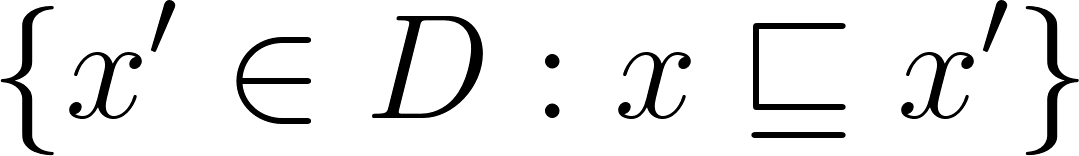 {x′ ∈ D : x ⊑ x′}